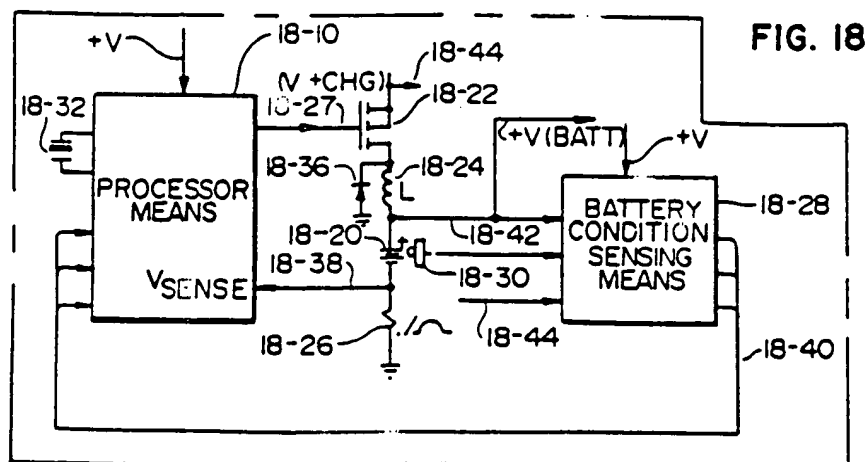 FIG. 18
+V
18-10
18-44
(V +CHG)
18-27
18-22
18-32
+V(BATT)
+V
18-36
18-24
L
PROCESSOR
MEANS
BATTERY
CONDITION
SENSING
MEANS
18-28
18-20
+
18-42
18-38
18-30
VSENSE
18-44
18-26
18-40